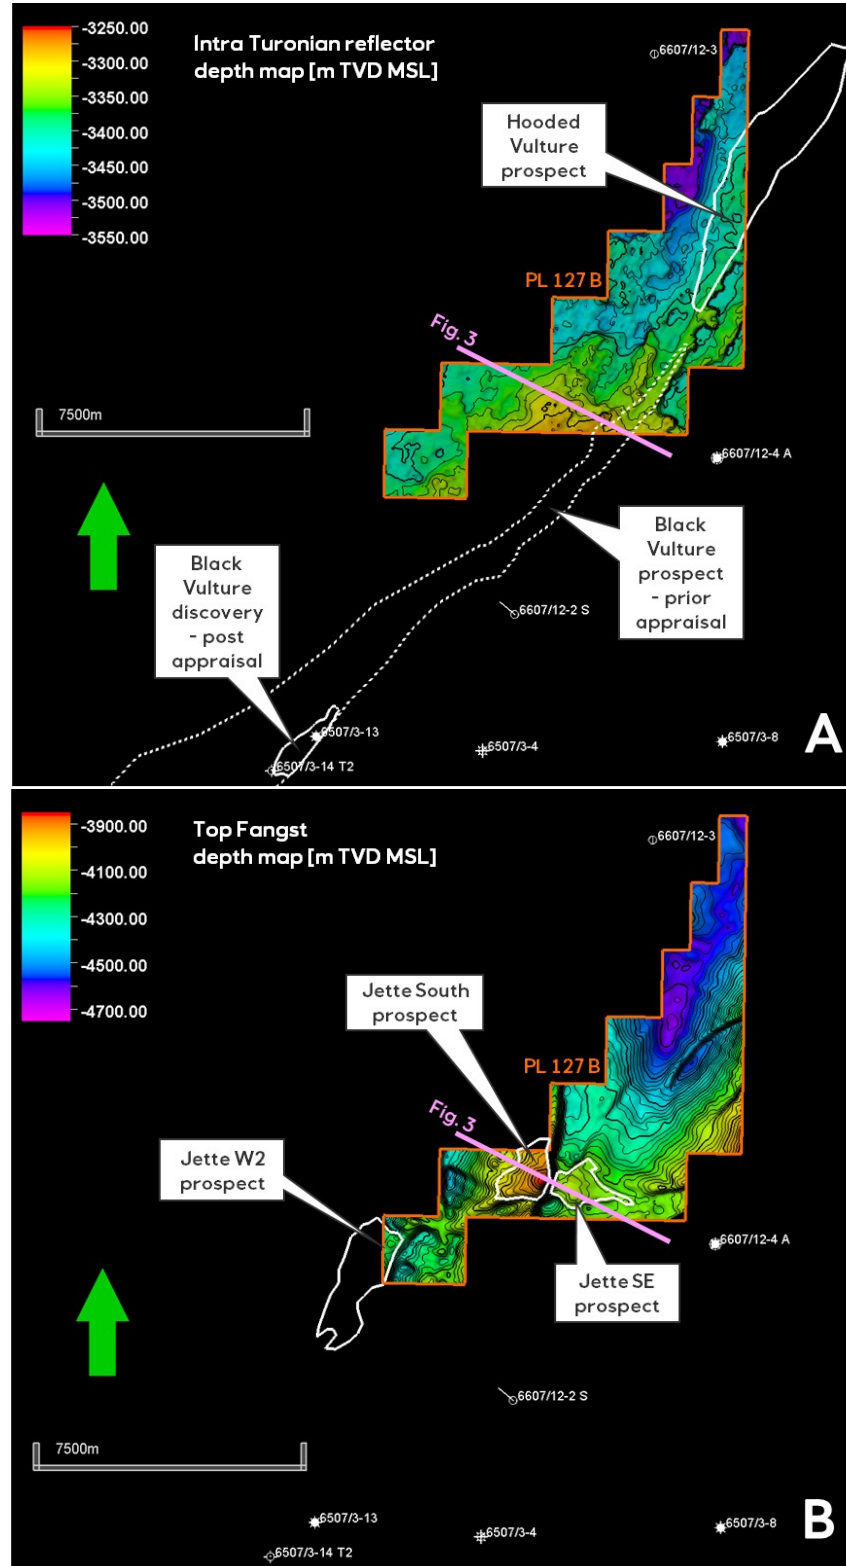 -3250.00
-3300.00
-3350.00
-3400.00
-3450.00
-3500.00
-3550.00
Intra Turonian reflector
depth map [m TVD MSL]
6607/12-3
Hooded
Vulture
prospect
PL 127 B
Fig. 3
7500m
6607/12-4 A
Black
Vulture
prospect
- prior
appraisal
Black
Vulture
discovery
- post
appraisal
6607/12-2 S
6507/3-13
6507/3-14 T2
6507/3-4
6507/3-8
A
-3900.00
-4100.00
-4300.00
-4500.00
-4700.00
Top Fangst
depth map [m TVD MSL]
6607/12-3
Jette South
prospect
PL 127 B
Fig. 3
Jette W2
prospect
6607/12-4 A
Jette SE
prospect
6607/12-2 S
7500m
6507/3-13
6507/3-14 T2
6507/3-4
6507/3-8
B